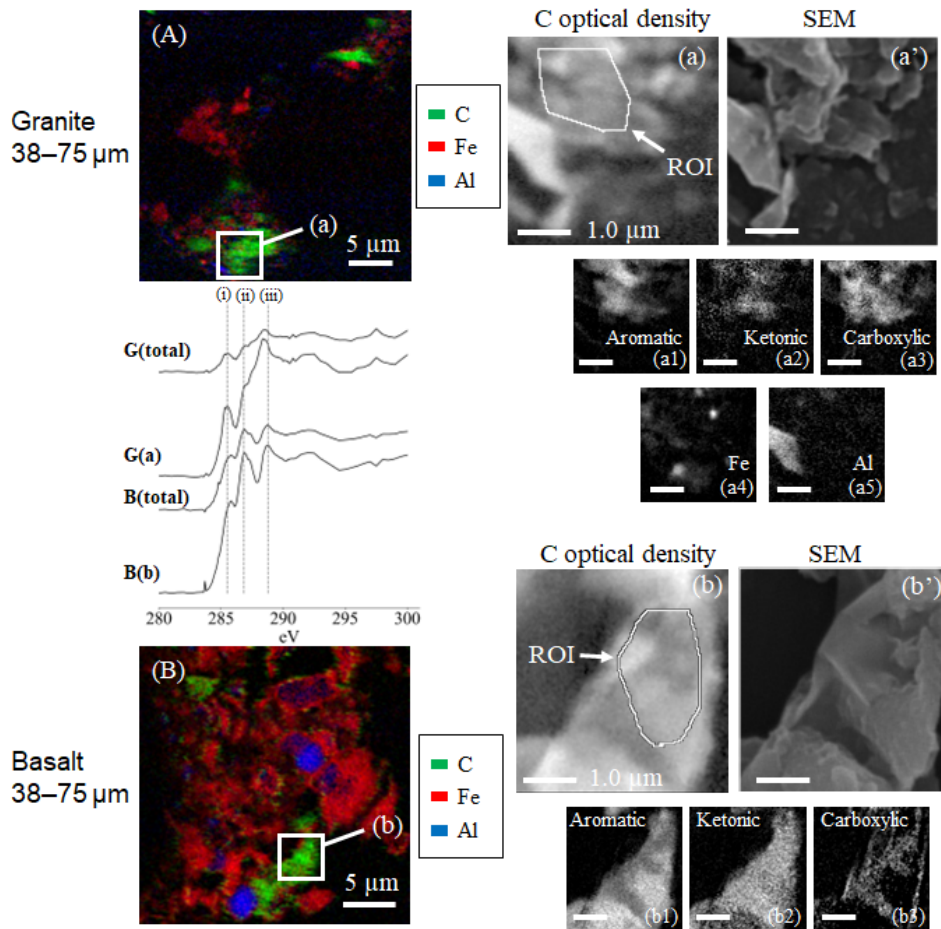 (A)
Granite
38–75 µm
(a)
5 µm
C
Fe
Al
C optical density
SEM
(a)
ROI
1.0 µm
(a')
Aromatic
(a1)
Ketonic
(a2)
Carboxylic
(a3)
Fe
(a4)
Al
(a5)
(i) (ii) (iii)
G(total)
G(a)
B(total)
B(b)
280 285 290 295 300
eV
(B)
Basalt
38–75 µm
(b)
5 µm
C
Fe
Al
C optical density
SEM
(b)
ROI
1.0 µm
(b')
Aromatic
(b1)
Ketonic
(b2)
Carboxylic
(b3)